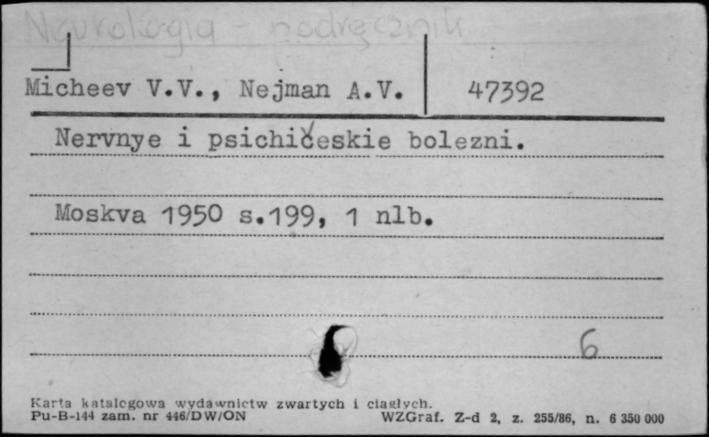 Neurologia - podręcznik
Micheev V.V., Nejman A.V. 47392
Nervnye i psichičeskie bolezni.
Moskva 1950 s.199, 1 nlb.
6
Karta katalogowa wydawnictw zwartych i ciągłych.
Pu-B-144 zam. nr 446/DW/ON WZGraf. Z-d 2, z. 255/86, n. 6 350 000